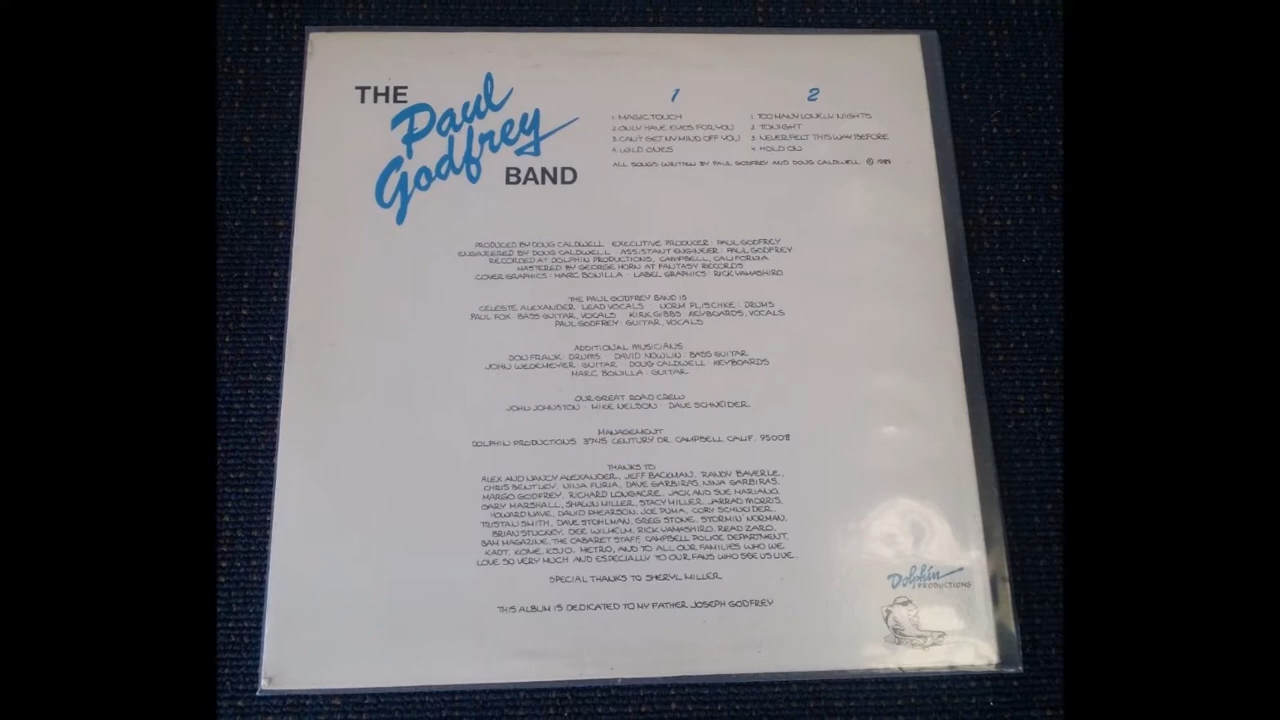 THE
Paul
Godfrey
BAND
1
1. MAGIC TOUCH
2. ONLY HAVE EYES FOR YOU
3. CAN'T GET MY MIND OFF YOU
4. WILD ONES
2
1. TOO MANY LONELY NIGHTS
2. TONIGHT
3. NEVER FELT THIS WAY BEFORE
4. HOLD ON
ALL SONGS WRITTEN BY PAUL GODFREY AND DOUG CALDWELL ©
PRODUCED BY DOUG CALDWELL EXECUTIVE PRODUCER: PAUL GODFREY
ENGINEERED BY DOUG CALDWELL ASSISTANT ENGINEER: PAUL GODFREY
RECORDED AT DOLPHIN PRODUCTIONS, CAMPBELL, CALIFORNIA
MASTERED BY GEORGE HORN AT FANTASY RECORDS
COVER GRAPHICS: MARC BONILLA LABEL GRAPHICS: RICK YAMASHIRO
THE PAUL GODFREY BAND IS
CELESTE ALEXANDER: LEAD VOCALS NORM PLISCHKE: DRUMS
PAUL FOX: BASS GUITAR, VOCALS KIRK GIBBS: KEYBOARDS, VOCALS
PAUL GODFREY: GUITAR, VOCALS
ADDITIONAL MUSICIANS
DON FRANK: DRUMS · DAVID NOWLIN: BASS GUITAR
JOHN WEDEMEYER: GUITAR DOUG CALDWELL: KEYBOARDS
MARC BONILLA: GUITAR
OUR GREAT ROAD CREW
JOHN JOHNSTON · MIKE NELSON · DAVE SCHNEIDER
MANAGEMENT
DOLPHIN PRODUCTIONS 3745 CENTURY DR. CAMPBELL CALIF. 95008
THANKS TO
ALEX AND NANCY ALEXANDER, JEFF BACKMAN, RANDY BAVERLE,
CHRIS BENTLEY, NINA FURIA, DAVE GARBIRAS, NINA GARBIRAS,
MARGO GODFREY, RICHARD LONGACRE, JACK AND SUE MARIANO,
GARY MARSHALL, SHAWN MILLER, STACY MILLER, JARRAD MORRIS,
HOWARD NAVE, DAVID PHEARSON, JOE PUMA, CORY SCHNEIDER,
TRISTAN SMITH, DAVE STOHLMAN, GREG STONE, STORMIN NORMAN,
BRIAN STUCKEY, DEE WILHELM, RICK YAMASHIRO, READ ZARO,
BAM MAGAZINE, THE CABARET STAFF, CAMPBELL POLICE DEPARTMENT,
KADT, KOME, KSJO, METRO, AND TO ALL OUR FAMILIES WHO WE
LOVE SO VERY MUCH AND ESPECIALLY TO OUR FANS WHO SEE US LIVE.
SPECIAL THANKS TO SHERYL MILLER
THIS ALBUM IS DEDICATED TO MY FATHER JOSEPH GODFREY
Dolphin
PRODUCTIONS